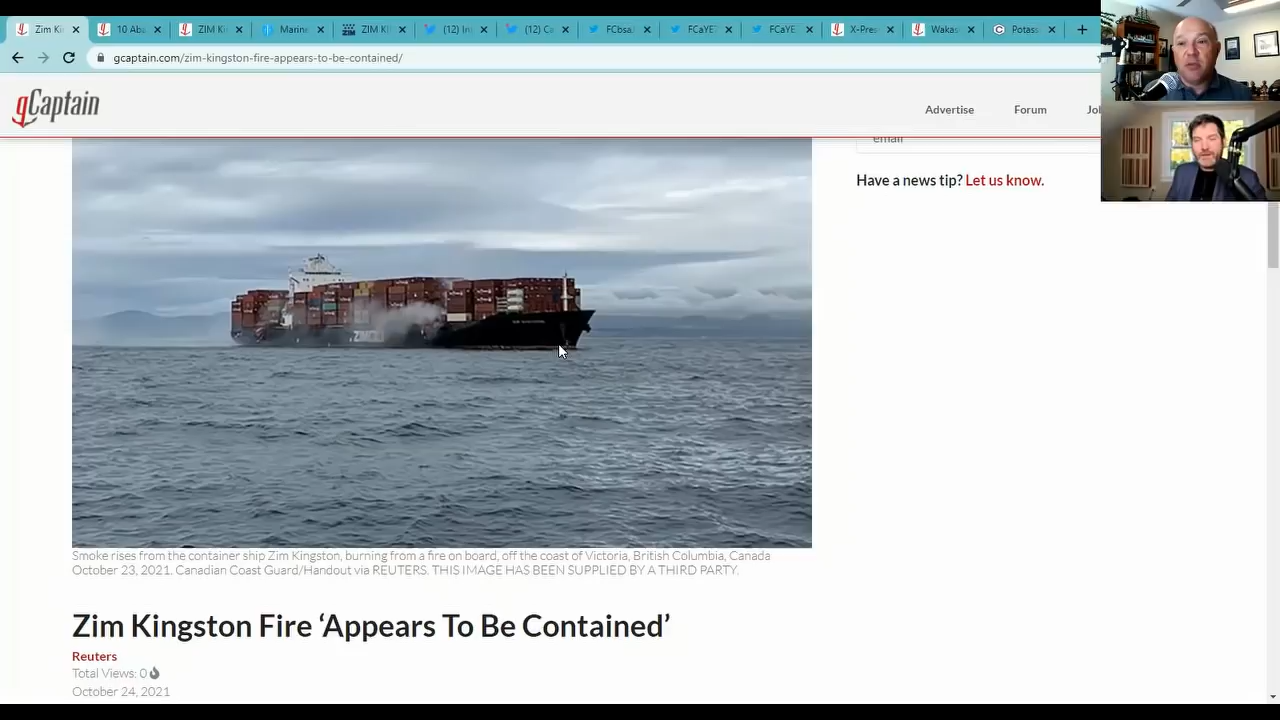 Zim Ki
10 Aba
ZIM Ki
Marine
ZIM KI
(12) In
(12) Ca
FCbsa
FCaYE
FCaYE
X-Pres
Wakas
Potass
gcaptain.com/zim-kingston-fire-appears-to-be-contained/
gCaptain
Advertise
Forum
email
Have a news tip? Let us know.
Smoke rises from the container ship Zim Kingston, burning from a fire on board, off the coast of Victoria, British Columbia, Canada
October 23, 2021. Canadian Coast Guard/Handout via REUTERS. THIS IMAGE HAS BEEN SUPPLIED BY A THIRD PARTY.
Zim Kingston Fire ‘Appears To Be Contained’
Reuters
Total Views: 0
October 24, 2021